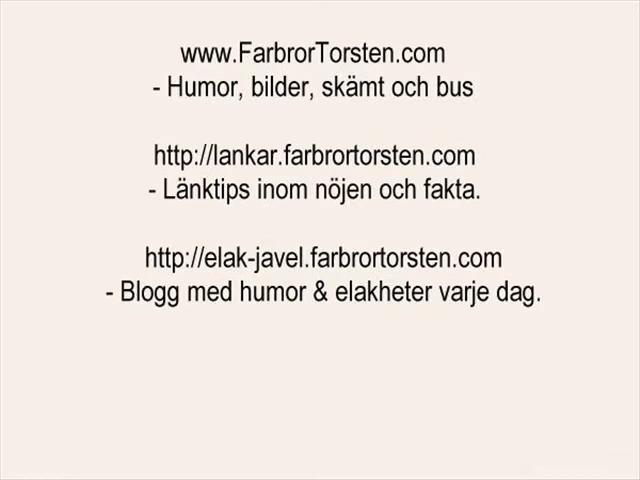 www.FarbrorTorsten.com
- Humor, bilder, skämt och bus
http://lankar.farbrortorsten.com
- Länktips inom nöjen och fakta.
http://elak-javel.farbrortorsten.com
- Blogg med humor & elakheter varje dag.